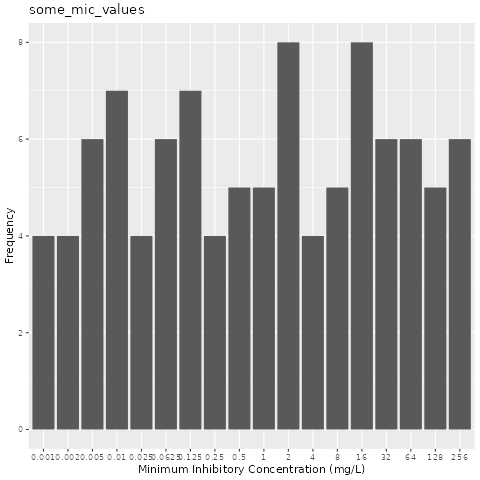 some_mic_values
8
6
4
2
0
Frequency
0.001 0.002 0.005 0.01 0.025 0.0625 0.125 0.25 0.5 1 2 4 8 16 32 64 128 256
Minimum Inhibitory Concentration (mg/L)